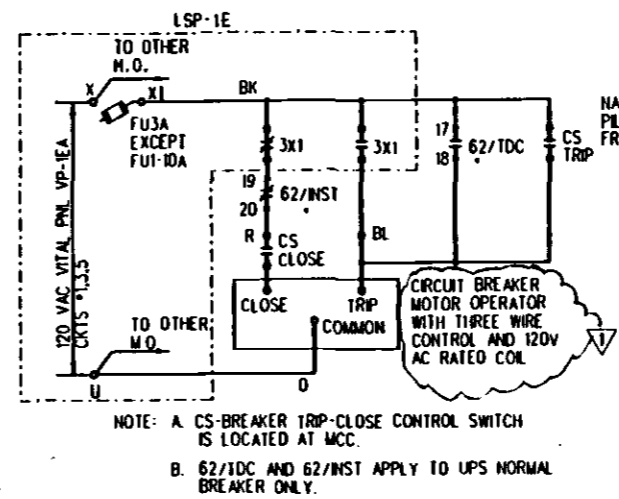 LSP-1E
TO OTHER
M.O.
X X1 BK
FU3A
EXCEPT
FU1-10A
3X1 3X1
17
18
62/TDC
CS
TRIP
NA
PIL
FR
19
20
62/INST
R
CS
CLOSE
BL
120 VAC VITAL PNL VP-1EA
CKTS #1,3,5
CLOSE TRIP
COMMON
CIRCUIT BREAKER
MOTOR OPERATOR
WITH THREE WIRE
CONTROL AND 120V
AC RATED COIL
1
TO OTHER
M.O.
U
O
NOTE: A. CS-BREAKER TRIP-CLOSE CONTROL SWITCH
IS LOCATED AT MCC.
B. 62/TDC AND 62/INST APPLY TO UPS NORMAL
BREAKER ONLY.